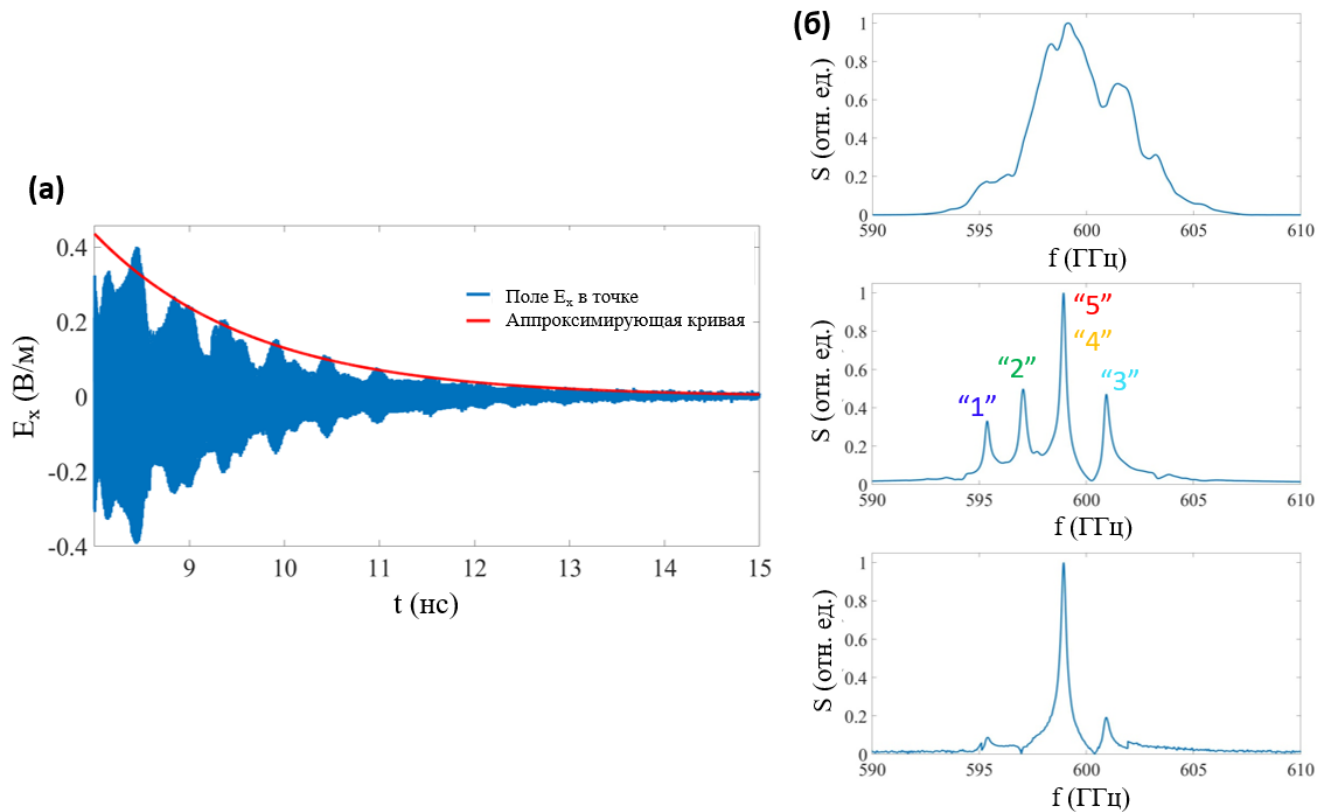 (а)
0.4
0.2
0
-0.2
-0.4
9 10 11 12 13 14 15
E_x (В/м)
t (нс)
Поле E_x в точке
Аппроксимирующая кривая
(б)
1
0.8
0.6
0.4
0.2
0
590 595 600 605 610
S (отн. ед.)
f (ГГц)
1
0.8
0.6
0.4
0.2
0
590 595 600 605 610
S (отн. ед.)
f (ГГц)
“5”
“4”
“2”
“3”
“1”
1
0.8
0.6
0.4
0.2
0
590 595 600 605 610
S (отн. ед.)
f (ГГц)